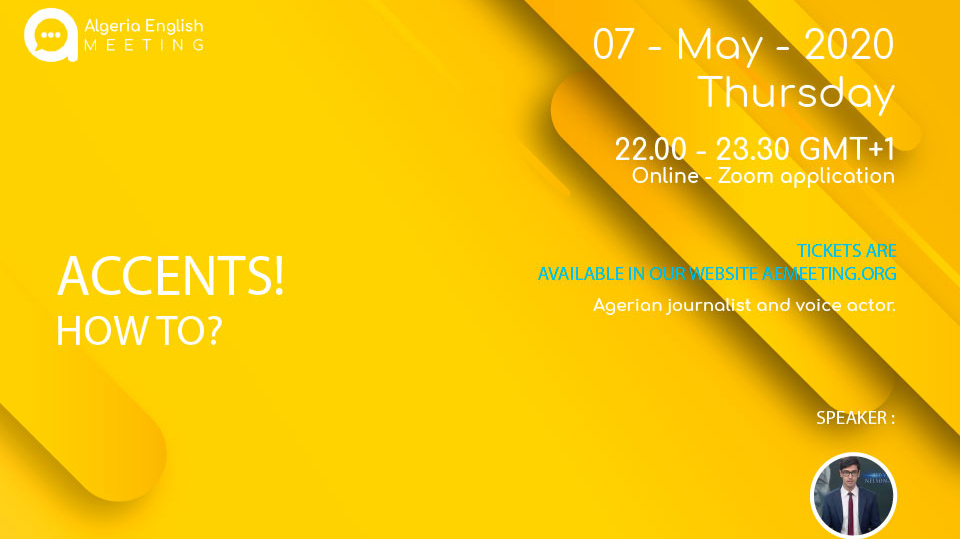 Algeria English
MEETING
07 - May - 2020
Thursday
22.00 - 23.30 GMT+1
Online - Zoom application
ACCENTS!
HOW TO?
TICKETS ARE
AVAILABLE IN OUR WEBSITE AEMEETING.ORG
Agerian journalist and voice actor.
SPEAKER :